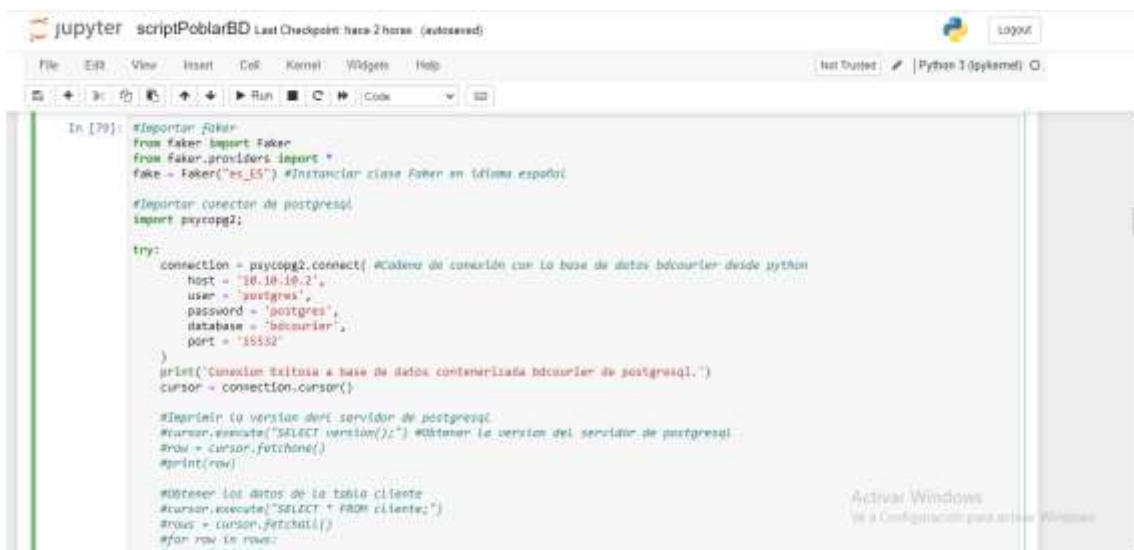 jupyter scriptPoblarBD Last Checkpoint: hace 2 horas (autosaved)
Logout
File Edit View Insert Cell Kernel Widgets Help
Not Trusted Python 3 (ipykernel)
Run Code
In [79]: #Importar faker
from faker import Faker
from faker.providers import *
fake = Faker("es_ES") #Instanciar clase Faker en idioma español
#Importar conector de postgresql
import psycopg2;
try:
connection = psycopg2.connect( #Cadena de conexión con la base de datos bdcourier desde python
host = '10.10.10.2',
user = 'postgres',
password = 'postgres',
database = 'bdcourier',
port =
)
print('Conexion Exitosa a base de datos contenerizada bdcourier de postgresql.')
cursor = connection.cursor()
#Imprimir la version derl servidor de postgresql
#cursor.execute("SELECT version();") #Obtener la version del servidor de postgresql
#row = cursor.fetchone()
#print(row)
#Obtener los datos de la tabla cliente
#cursor.execute("SELECT * FROM cliente;")
#rows = cursor.fetchall()
#for row in rows:
Activar Windows
Ve a Configuración para activar Windows.